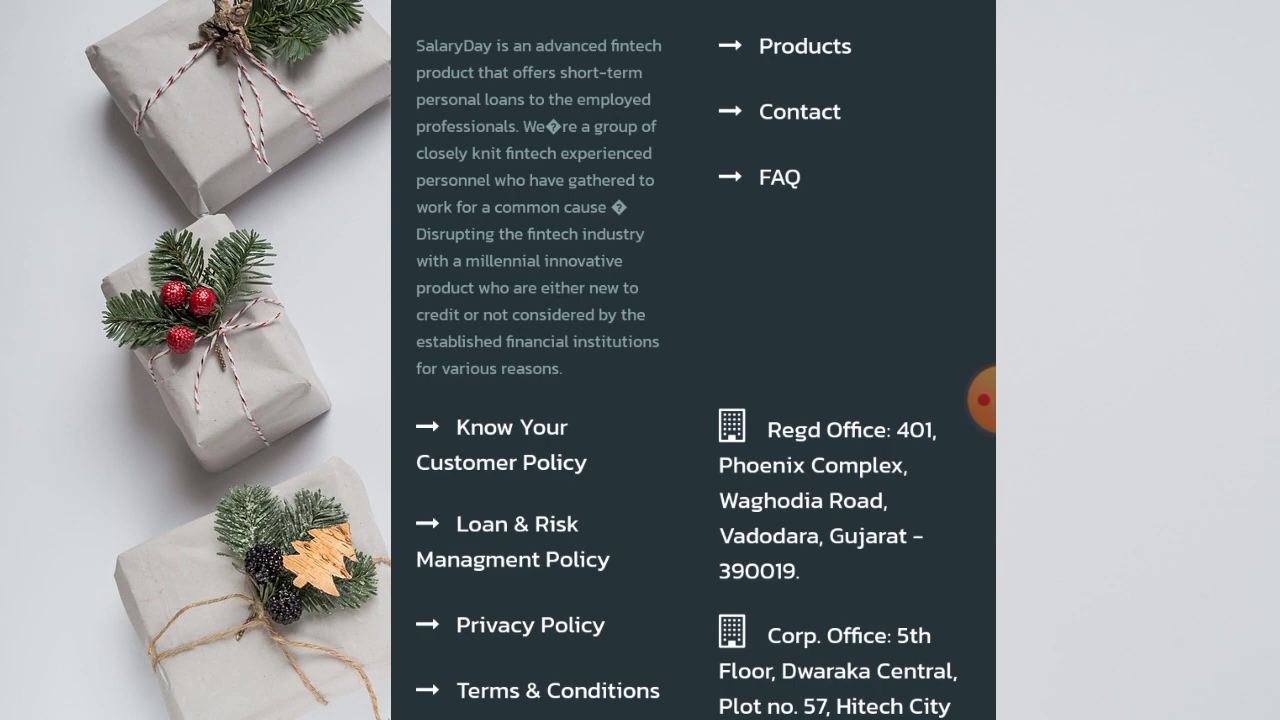 SalaryDay is an advanced fintech
product that offers short-term
personal loans to the employed
professionals. We�re a group of
closely knit fintech experienced
personnel who have gathered to
work for a common cause �
Disrupting the fintech industry
with a millennial innovative
product who are either new to
credit or not considered by the
established financial institutions
for various reasons.
Products
Contact
FAQ
Know Your
Customer Policy
Loan & Risk
Managment Policy
Privacy Policy
Terms & Conditions
Regd Office: 401,
Phoenix Complex,
Waghodia Road,
Vadodara, Gujarat -
390019.
Corp. Office: 5th
Floor, Dwaraka Central,
Plot no. 57, Hitech City